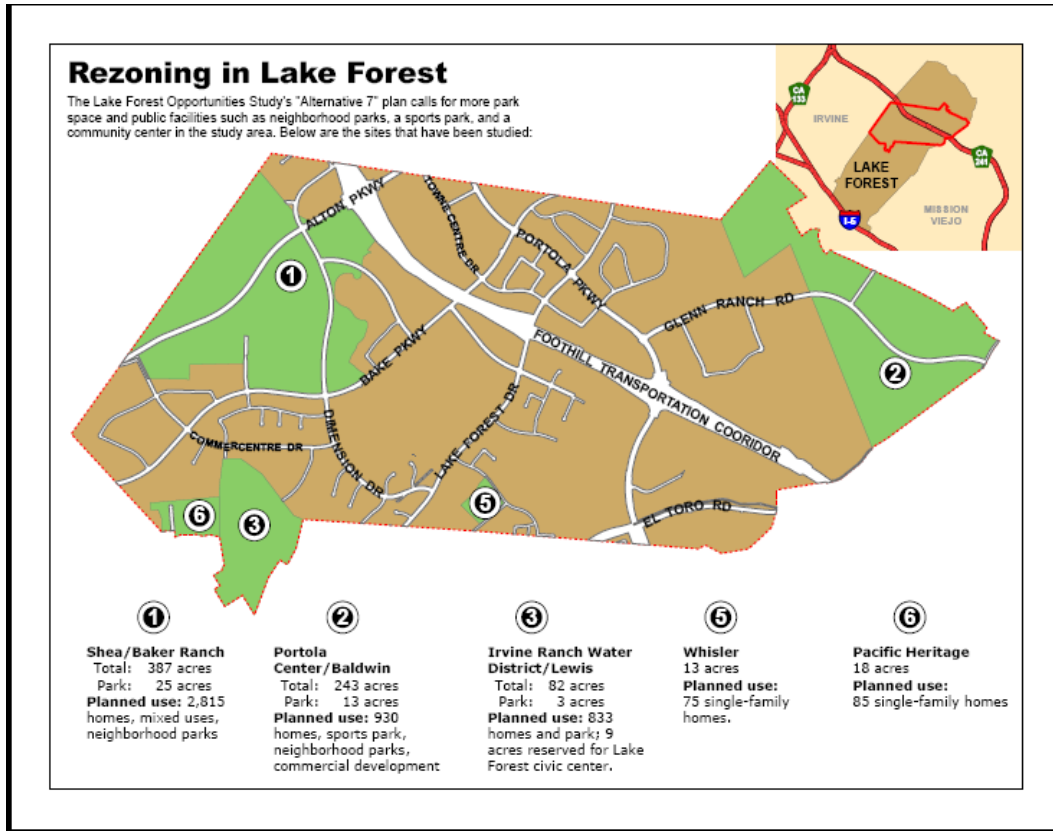 Rezoning in Lake Forest
The Lake Forest Opportunities Study's "Alternative 7" plan calls for more park
space and public facilities such as neighborhood parks, a sports park, and a
community center in the study area. Below are the sites that have been studied:
CA
133
IRVINE
CA
241
LAKE
FOREST
MISSION
VIEJO
I-5
ALTON PKWY
TOWNE CENTRE DR
PORTOLA PKWY
GLENN RANCH RD
1
BAKE PKWY
FOOTHILL TRANSPORTATION COORIDOR
2
DIMENSION DR
LAKE FOREST DR
COMMERCENTRE DR
5
EL TORO RD
6
3
1
Shea/Baker Ranch
Total: 387 acres
Park: 25 acres
Planned use: 2,815
homes, mixed uses,
neighborhood parks
2
Portola
Center/Baldwin
Total: 243 acres
Park: 13 acres
Planned use: 930
homes, sports park,
neighborhood parks,
commercial development
3
Irvine Ranch Water
District/Lewis
Total: 82 acres
Park: 3 acres
Planned use: 833
homes and park; 9
acres reserved for Lake
Forest civic center.
5
Whisler
13 acres
Planned use:
75 single-family
homes.
6
Pacific Heritage
18 acres
Planned use:
85 single-family homes